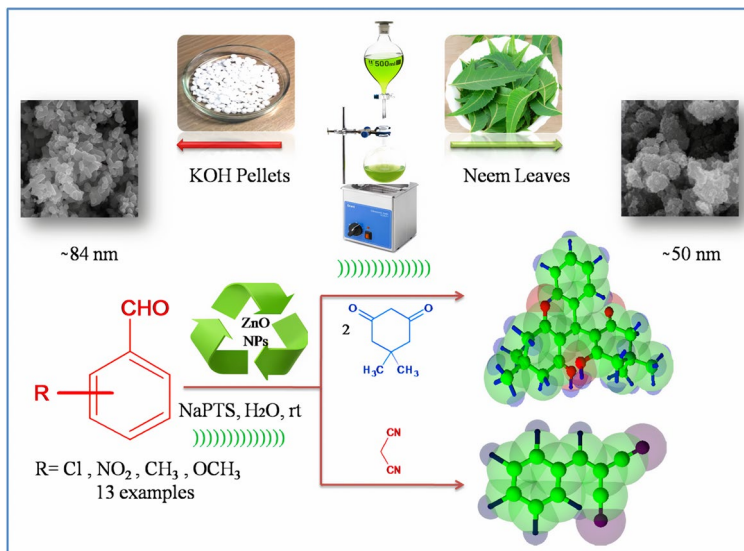 500ml
KOH Pellets
Neem Leaves
~84 nm
~50 nm
))))))))))))))
CHO
ZnO
NPs
R
2
O
O
H₃C
CH₃
NaPTS, H₂O, rt
))))))))))))))
CN
CN
R= Cl , NO₂, CH₃ , OCH₃
13 examples